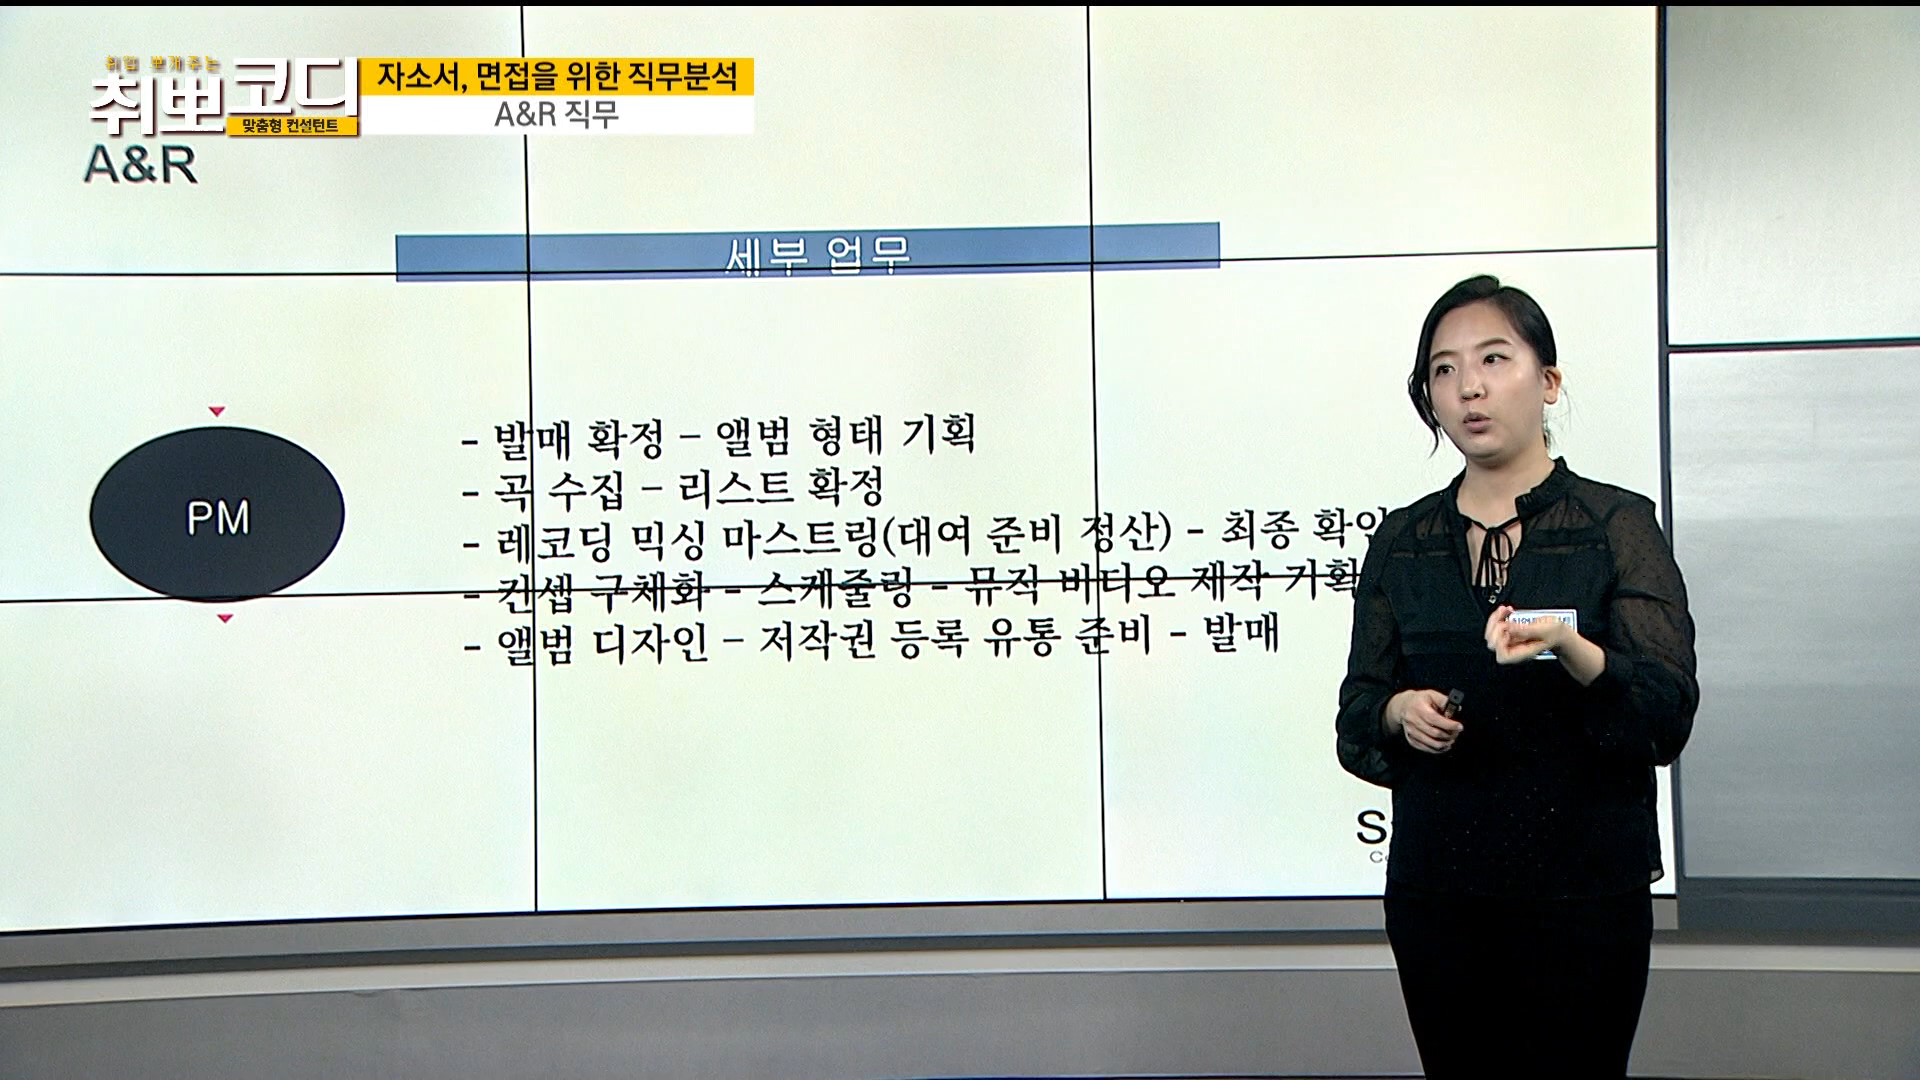 취업 뽀개주는
취뽀코디
맞춤형 컨설턴트
자소서, 면접을 위한 직무분석
A&R 직무
A&R
세부 업무
PM
- 발매 확정 – 앨범 형태 기획
- 곡 수집 – 리스트 확정
- 레코딩 믹싱 마스트링(대여 준비 정산) - 최종 확인
- 컨셉 구체화 - 스케줄링 - 뮤직 비디오 제작 기획
- 앨범 디자인 – 저작권 등록 유통 준비 - 발매